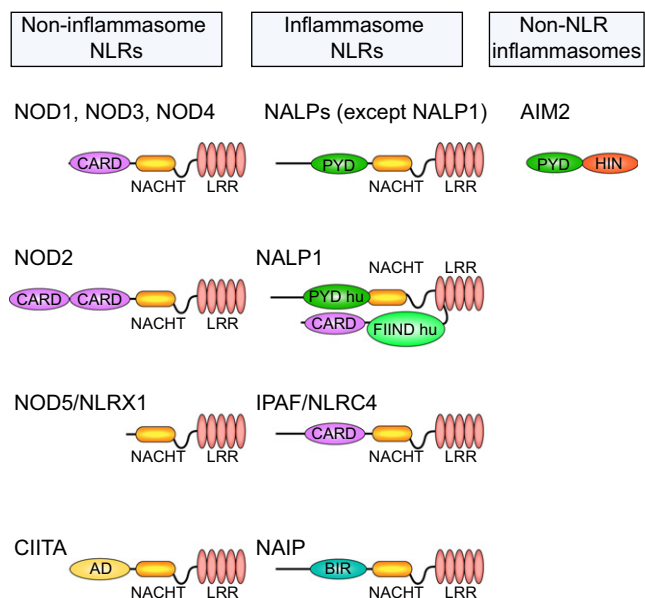 Non-inflammasome
NLRs
Inflammasome
NLRs
Non-NLR
inflammasomes
NOD1, NOD3, NOD4
CARD
NACHT
LRR
NALPs (except NALP1)
PYD
NACHT
LRR
AIM2
PYD
HIN
NOD2
CARD
CARD
NACHT
LRR
NALP1
NACHT
LRR
PYD hu
CARD
FIIND hu
NOD5/NLRX1
NACHT
LRR
IPAF/NLRC4
CARD
NACHT
LRR
CIITA
AD
NACHT
LRR
NAIP
BIR
NACHT
LRR